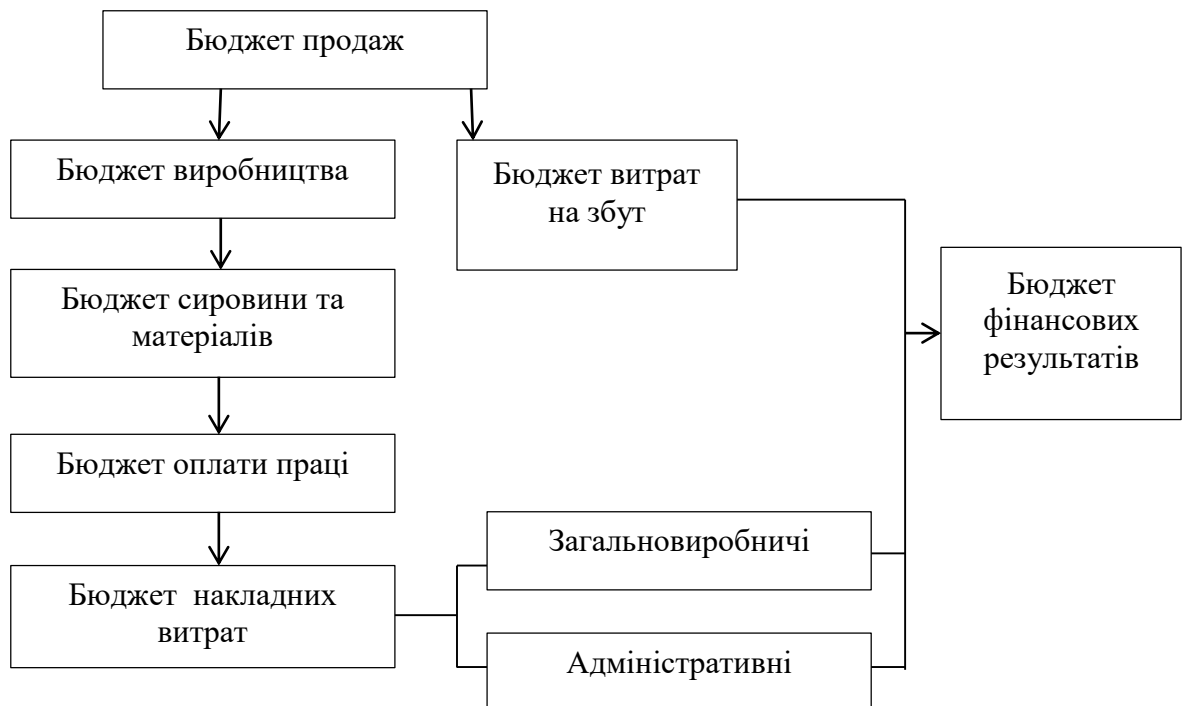 Бюджет продаж
Бюджет виробництва
Бюджет витрат
на збут
Бюджет сировини та
матеріалів
Бюджет
фінансових
результатів
Бюджет оплати праці
Загальновиробничі
Бюджет накладних
витрат
Адміністративні